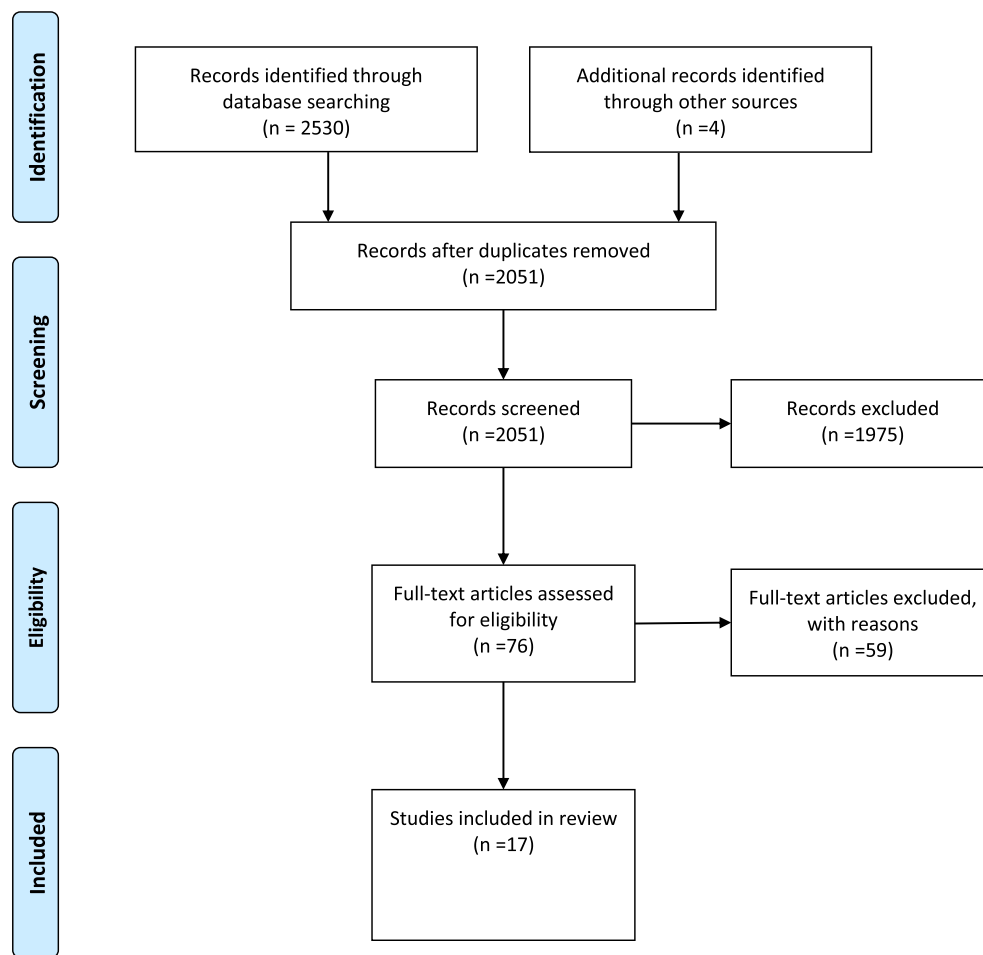 Identification
Records identified through
database searching
(n = 2530)
Additional records identified
through other sources
(n =4)
Records after duplicates removed
(n =2051)
Screening
Records screened
(n =2051)
Records excluded
(n =1975)
Eligibility
Full-text articles assessed
for eligibility
(n =76)
Full-text articles excluded,
with reasons
(n =59)
Included
Studies included in review
(n =17)